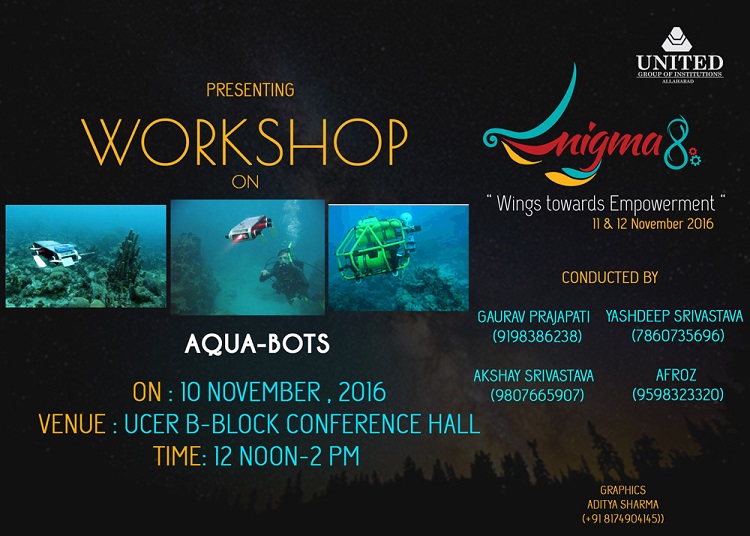 PRESENTING
WORKSHOP
ON
AQUA-BOTS
ON : 10 NOVEMBER , 2016
VENUE : UCER B-BLOCK CONFERENCE HALL
TIME: 12 NOON-2 PM
UNITED
GROUP OF INSTITUTIONS
ALLAHABAD
Enigma 8.
" Wings towards Empowerment "
11 & 12 November 2016
CONDUCTED BY
GAURAV PRAJAPATI YASHDEEP SRIVASTAVA
(9198386238) (7860735696)
AKSHAY SRIVASTAVA AFROZ
(9807665907) (9598323320)
GRAPHICS
ADITYA SHARMA
(+91 8174904145))